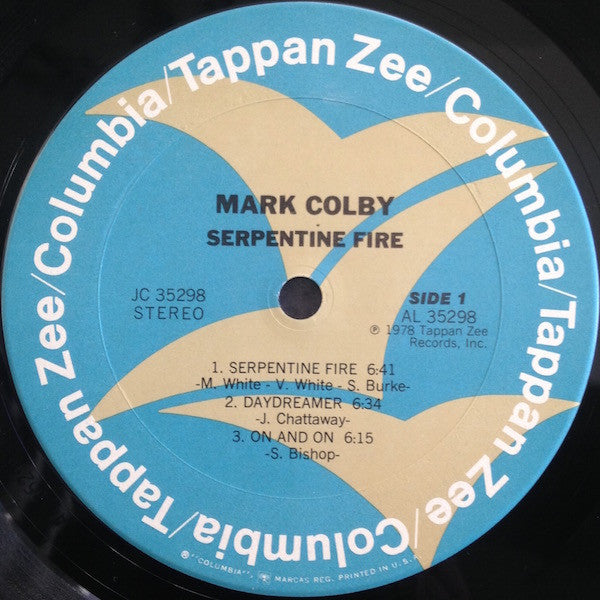 Columbia/Tappan Zee/Columbia/Tappan Zee/Columbia/Tappan Zee/
MARK COLBY
SERPENTINE FIRE
JC 35298
STEREO
SIDE 1
AL 35298
℗ 1978 Tappan Zee
Records, Inc.
1. SERPENTINE FIRE 6:41
-M. White - V. White - S. Burke-
2. DAYDREAMER 6:34
-J. Chattaway-
3. ON AND ON 6:15
-S. Bishop-
® "COLUMBIA", MARCAS REG. PRINTED IN U.S.A.